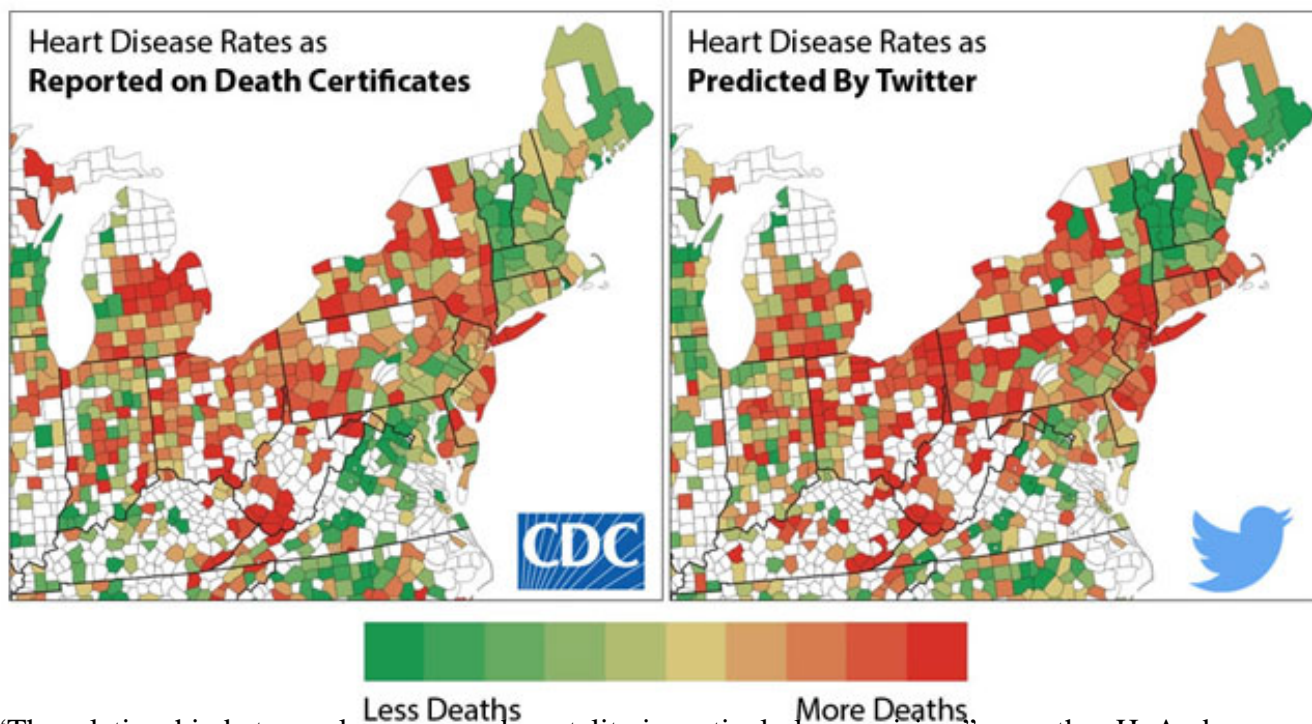 Heart Disease Rates as
Reported on Death Certificates
Heart Disease Rates as
Predicted By Twitter
CDC
Less Deaths
More Deaths